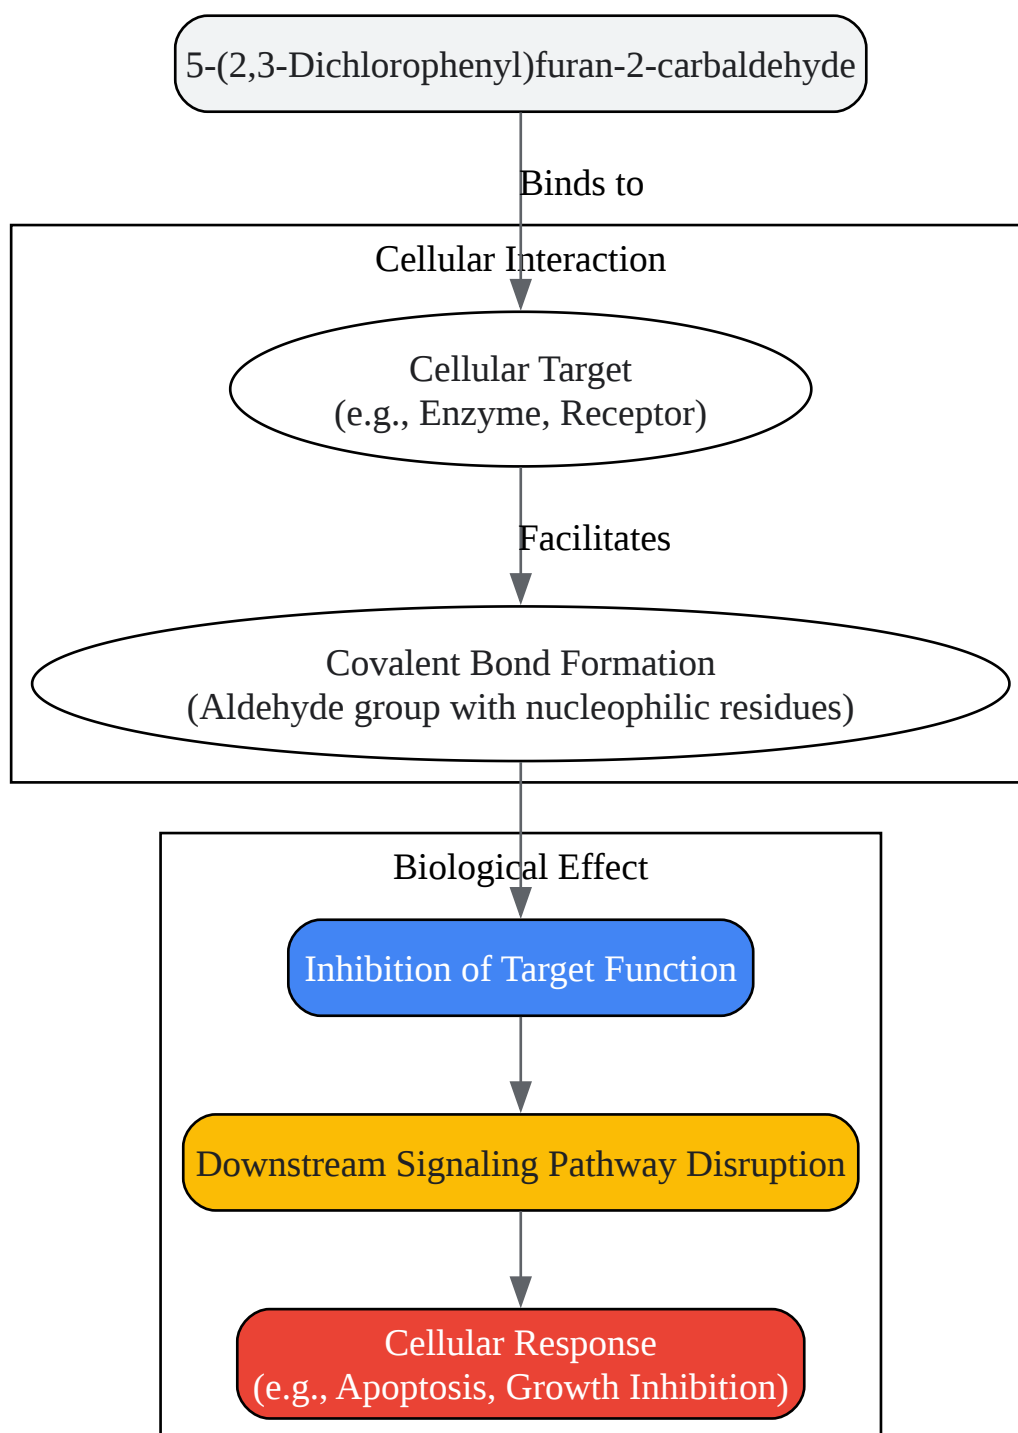 5-(2,3-Dichlorophenyl)furan-2-carbaldehyde
Binds to
Cellular Interaction
Cellular Target
(e.g., Enzyme, Receptor)
Facilitates
Covalent Bond Formation
(Aldehyde group with nucleophilic residues)
Biological Effect
Inhibition of Target Function
Downstream Signaling Pathway Disruption
Cellular Response
(e.g., Apoptosis, Growth Inhibition)